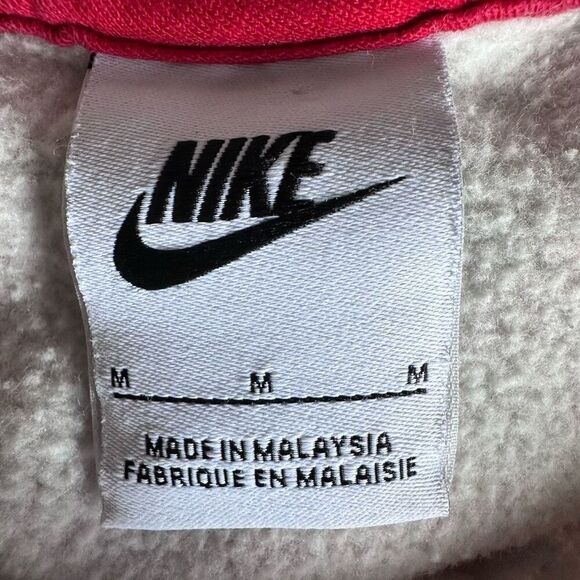 NIKE
M M M
MADE IN MALAYSIA
FABRIQUE EN MALAISIE